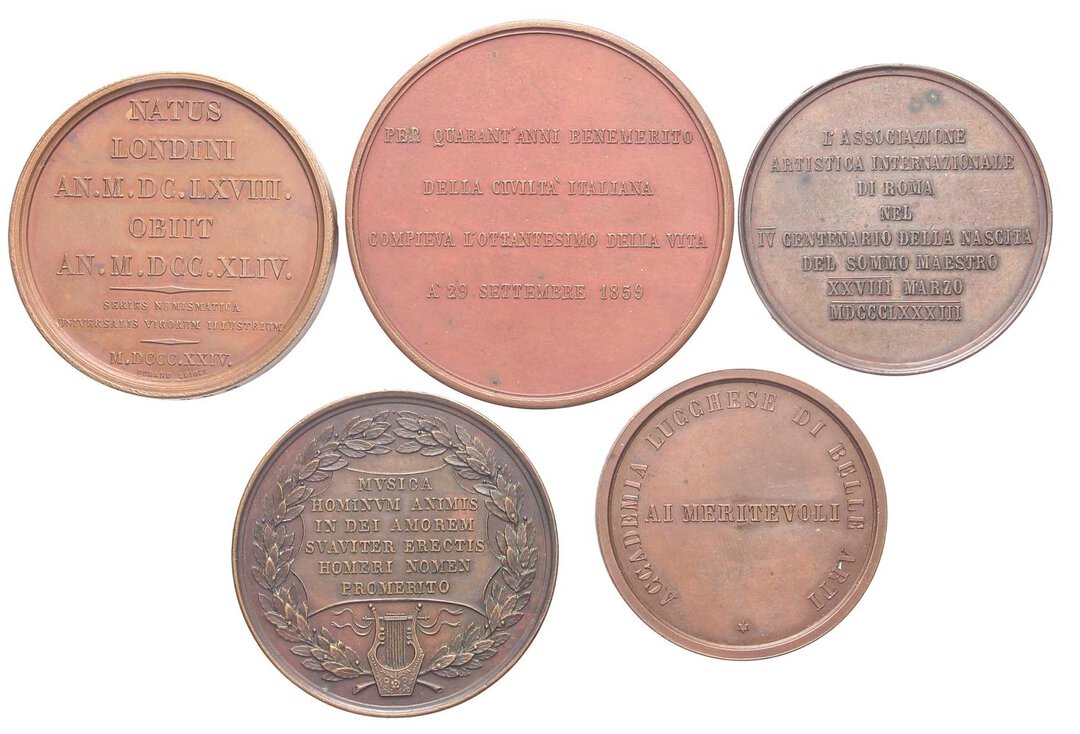 NATUS
LONDINI
AN.M.DC.LXVIII.
OBIIT
AN.M.DCC.XLIV.
SERIES NUMISMATICA
UNIVERSALIS VIRORUM ILLUSTRIUM
M.DCCC.XXIV.
DURAND EDIDIT
PER QUARANT'ANNI BENEMERITO
DELLA CIVILTA' ITALIANA
COMPIEVA L'OTTANTESIMO DELLA VITA
A' 29 SETTEMBRE 1859
L'ASSOCIAZIONE
ARTISTICA INTERNAZIONALE
DI ROMA
NEL
IV CENTENARIO DELLA NASCITA
DEL SOMMO MAESTRO
XXVIII MARZO
MDCCCLXXXIII
MVSICA
HOMINVM ANIMIS
IN DEI AMOREM
SVAVITER ERECTIS
HOMERI NOMEN
PROMERITO
ACCADEMIA LUCCHESE DI BELLE ARTI
AI MERITEVOLI